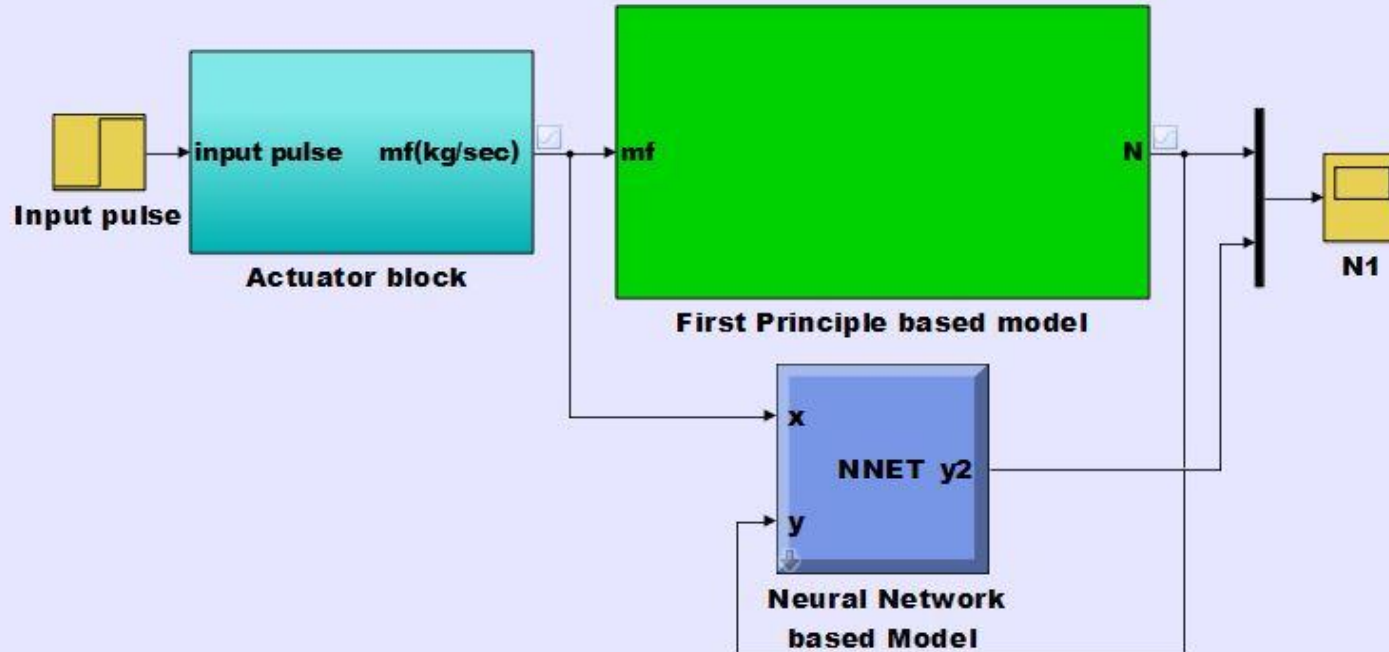 input pulse mf(kg/sec)
mf
N
Input pulse
Actuator block
N1
First Principle based model
x
NNET y2
y
Neural Network
based Model